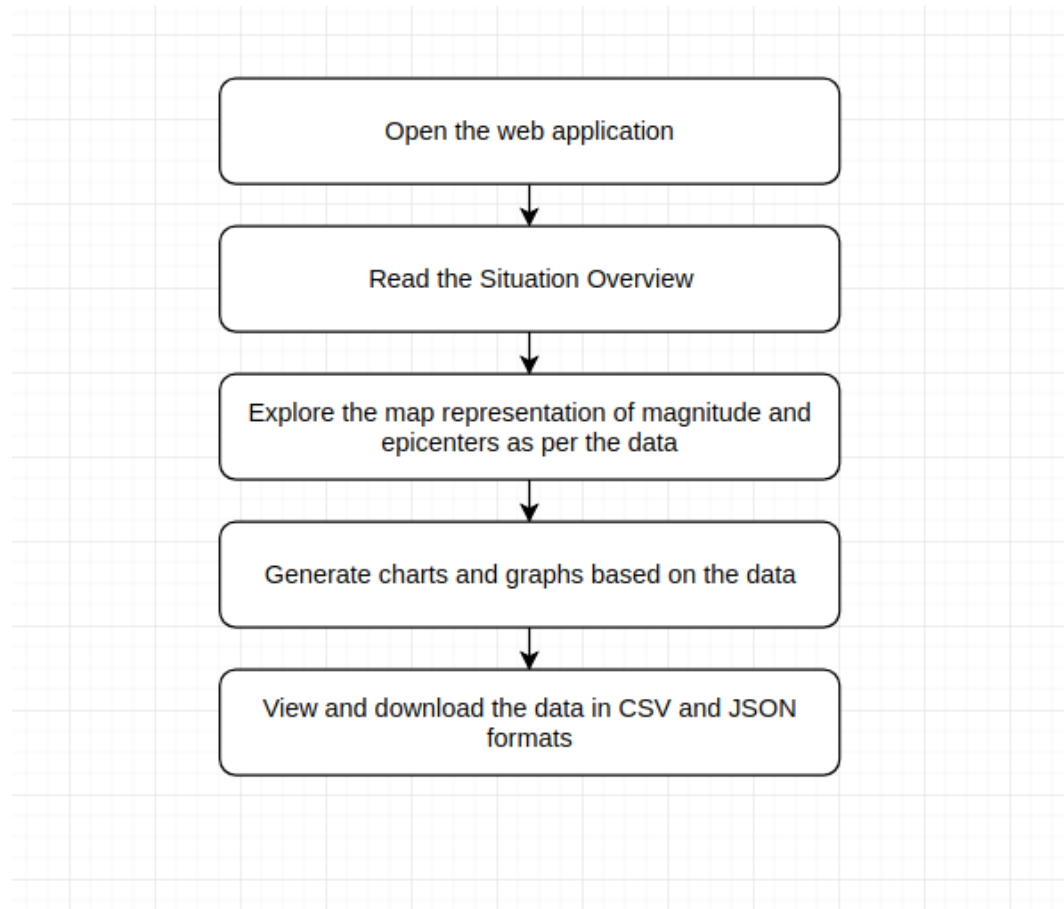 Open the web application
Read the Situation Overview
Explore the map representation of magnitude and
epicenters as per the data
Generate charts and graphs based on the data
View and download the data in CSV and JSON
formats